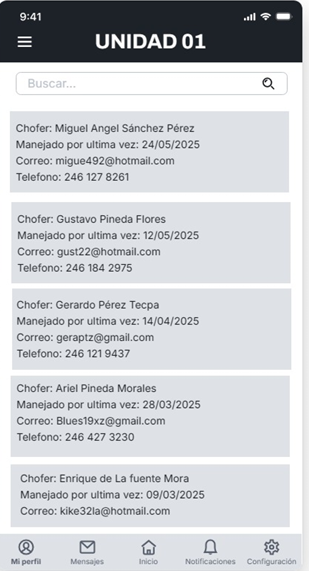 9:41
UNIDAD 01
Buscar...
Chofer: Miguel Angel Sánchez Pérez
Manejado por ultima vez: 24/05/2025
Correo: migue492@hotmail.com
Telefono: 246 127 8261
Chofer: Gustavo Pineda Flores
Manejado por ultima vez: 12/05/2025
Correo: gust22@hotmail.com
Telefono: 246 184 2975
Chofer: Gerardo Pérez Tecpa
Manejado por ultima vez: 14/04/2025
Correo: geraptz@gmail.com
Telefono: 246 121 9437
Chofer: Ariel Pineda Morales
Manejado por ultima vez: 28/03/2025
Correo: Blues19xz@gmail.com
Telefono: 246 427 3230
Chofer: Enrique de La fuente Mora
Manejado por ultima vez: 09/03/2025
Correo: kike32la@hotmail.com
Mi perfil Mensajes Inicio Notificaciones Configuración